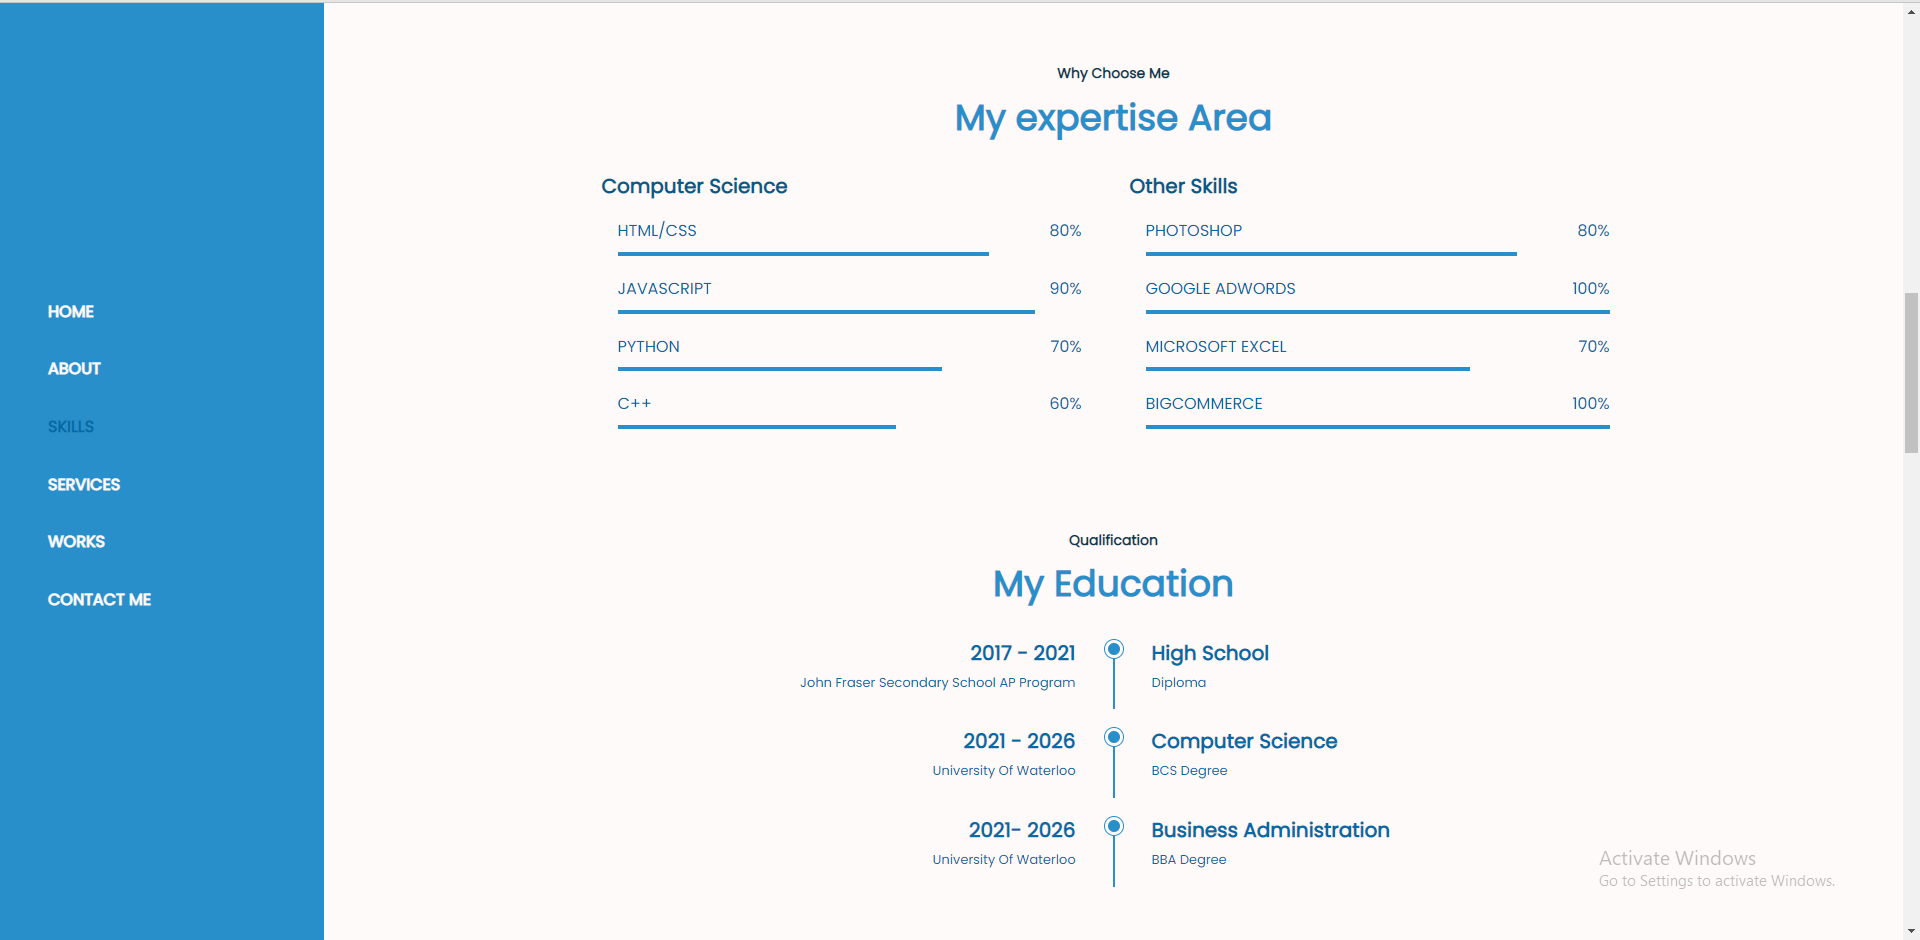 HOME
ABOUT
SKILLS
SERVICES
WORKS
CONTACT ME
Why Choose Me
My expertise Area
Computer Science
HTML/CSS 80%
JAVASCRIPT 90%
PYTHON 70%
C++ 60%
Other Skills
PHOTOSHOP 80%
GOOGLE ADWORDS 100%
MICROSOFT EXCEL 70%
BIGCOMMERCE 100%
Qualification
My Education
2017 - 2021 High School
John Fraser Secondary School AP Program Diploma
2021 - 2026 Computer Science
University Of Waterloo BCS Degree
2021- 2026 Business Administration
University Of Waterloo BBA Degree
Activate Windows
Go to Settings to activate Windows.